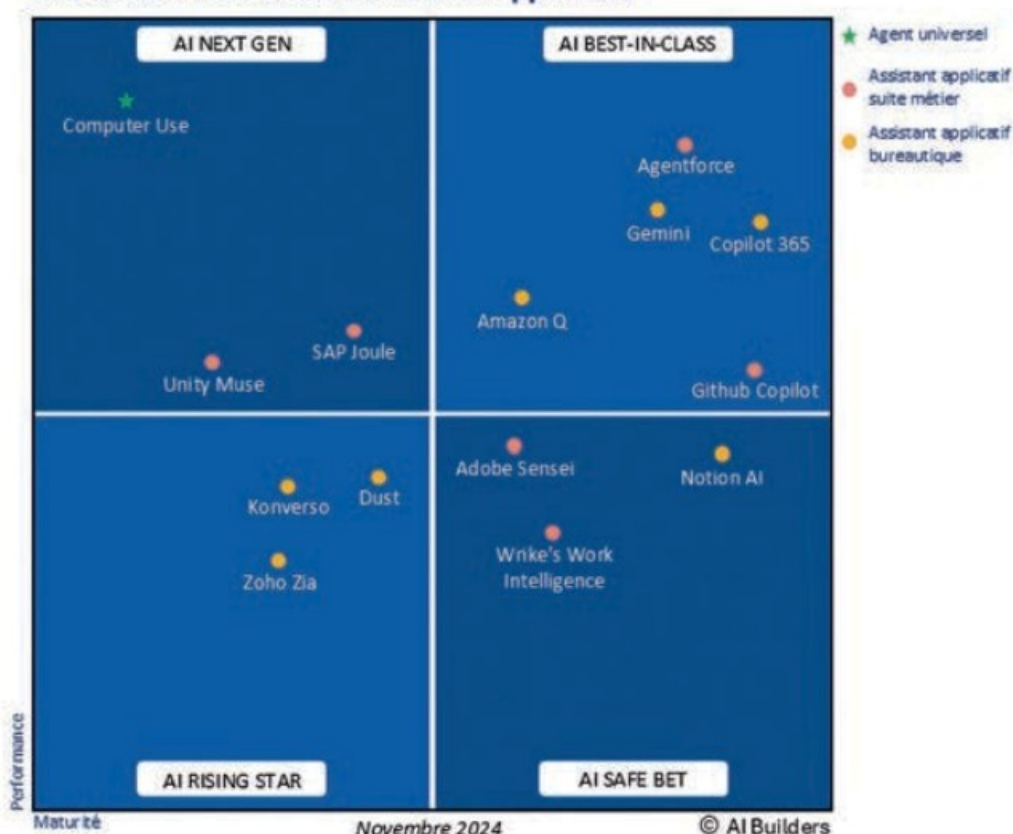 AI NEXT GEN
AI BEST-IN-CLASS
Agent universel
Assistant applicatif
suite métier
Assistant applicatif
bureautique
Computer Use
Agentforce
Gemini
Copilot 365
Amazon Q
SAP Joule
Unity Muse
Github Copilot
Adobe Sensei
Notion AI
Konverso
Dust
Wrike's Work
Intelligence
Zoho Zia
Performance
AI RISING STAR
AI SAFE BET
Maturité
Novembre 2024
© AI Builders